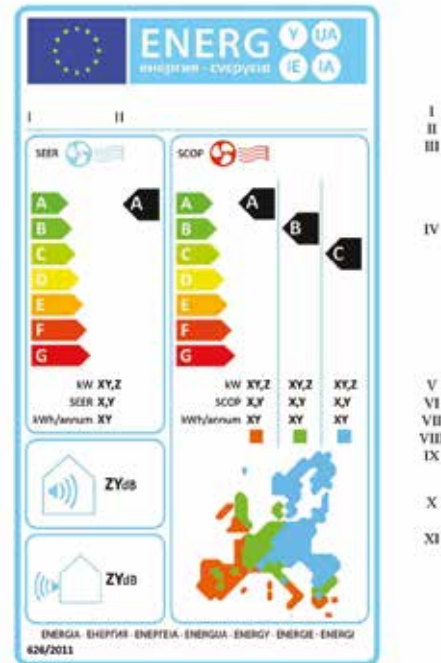 ENERG Y UA
енергия · ενεργεια IE IA
I II
SEER
SCOP
A A
B
C
D
E
F
G
A A
B B
C C
D
E
F
G
kW XY,Z
SEER X,Y
kWh/annum XY
kW XY,Z XY,Z XY,Z
SCOP X,Y X,Y X,Y
kWh/annum XY XY XY
ZYdB
ZYdB
ENERGIA · ЕНЕРГИЯ · ΕΝΕΡΓΕΙΑ · ENERGIJA · ENERGY · ENERGIE · ENERGI
626/2011
I
II
III
IV
V
VI
VII
VIII
IX
X
XI